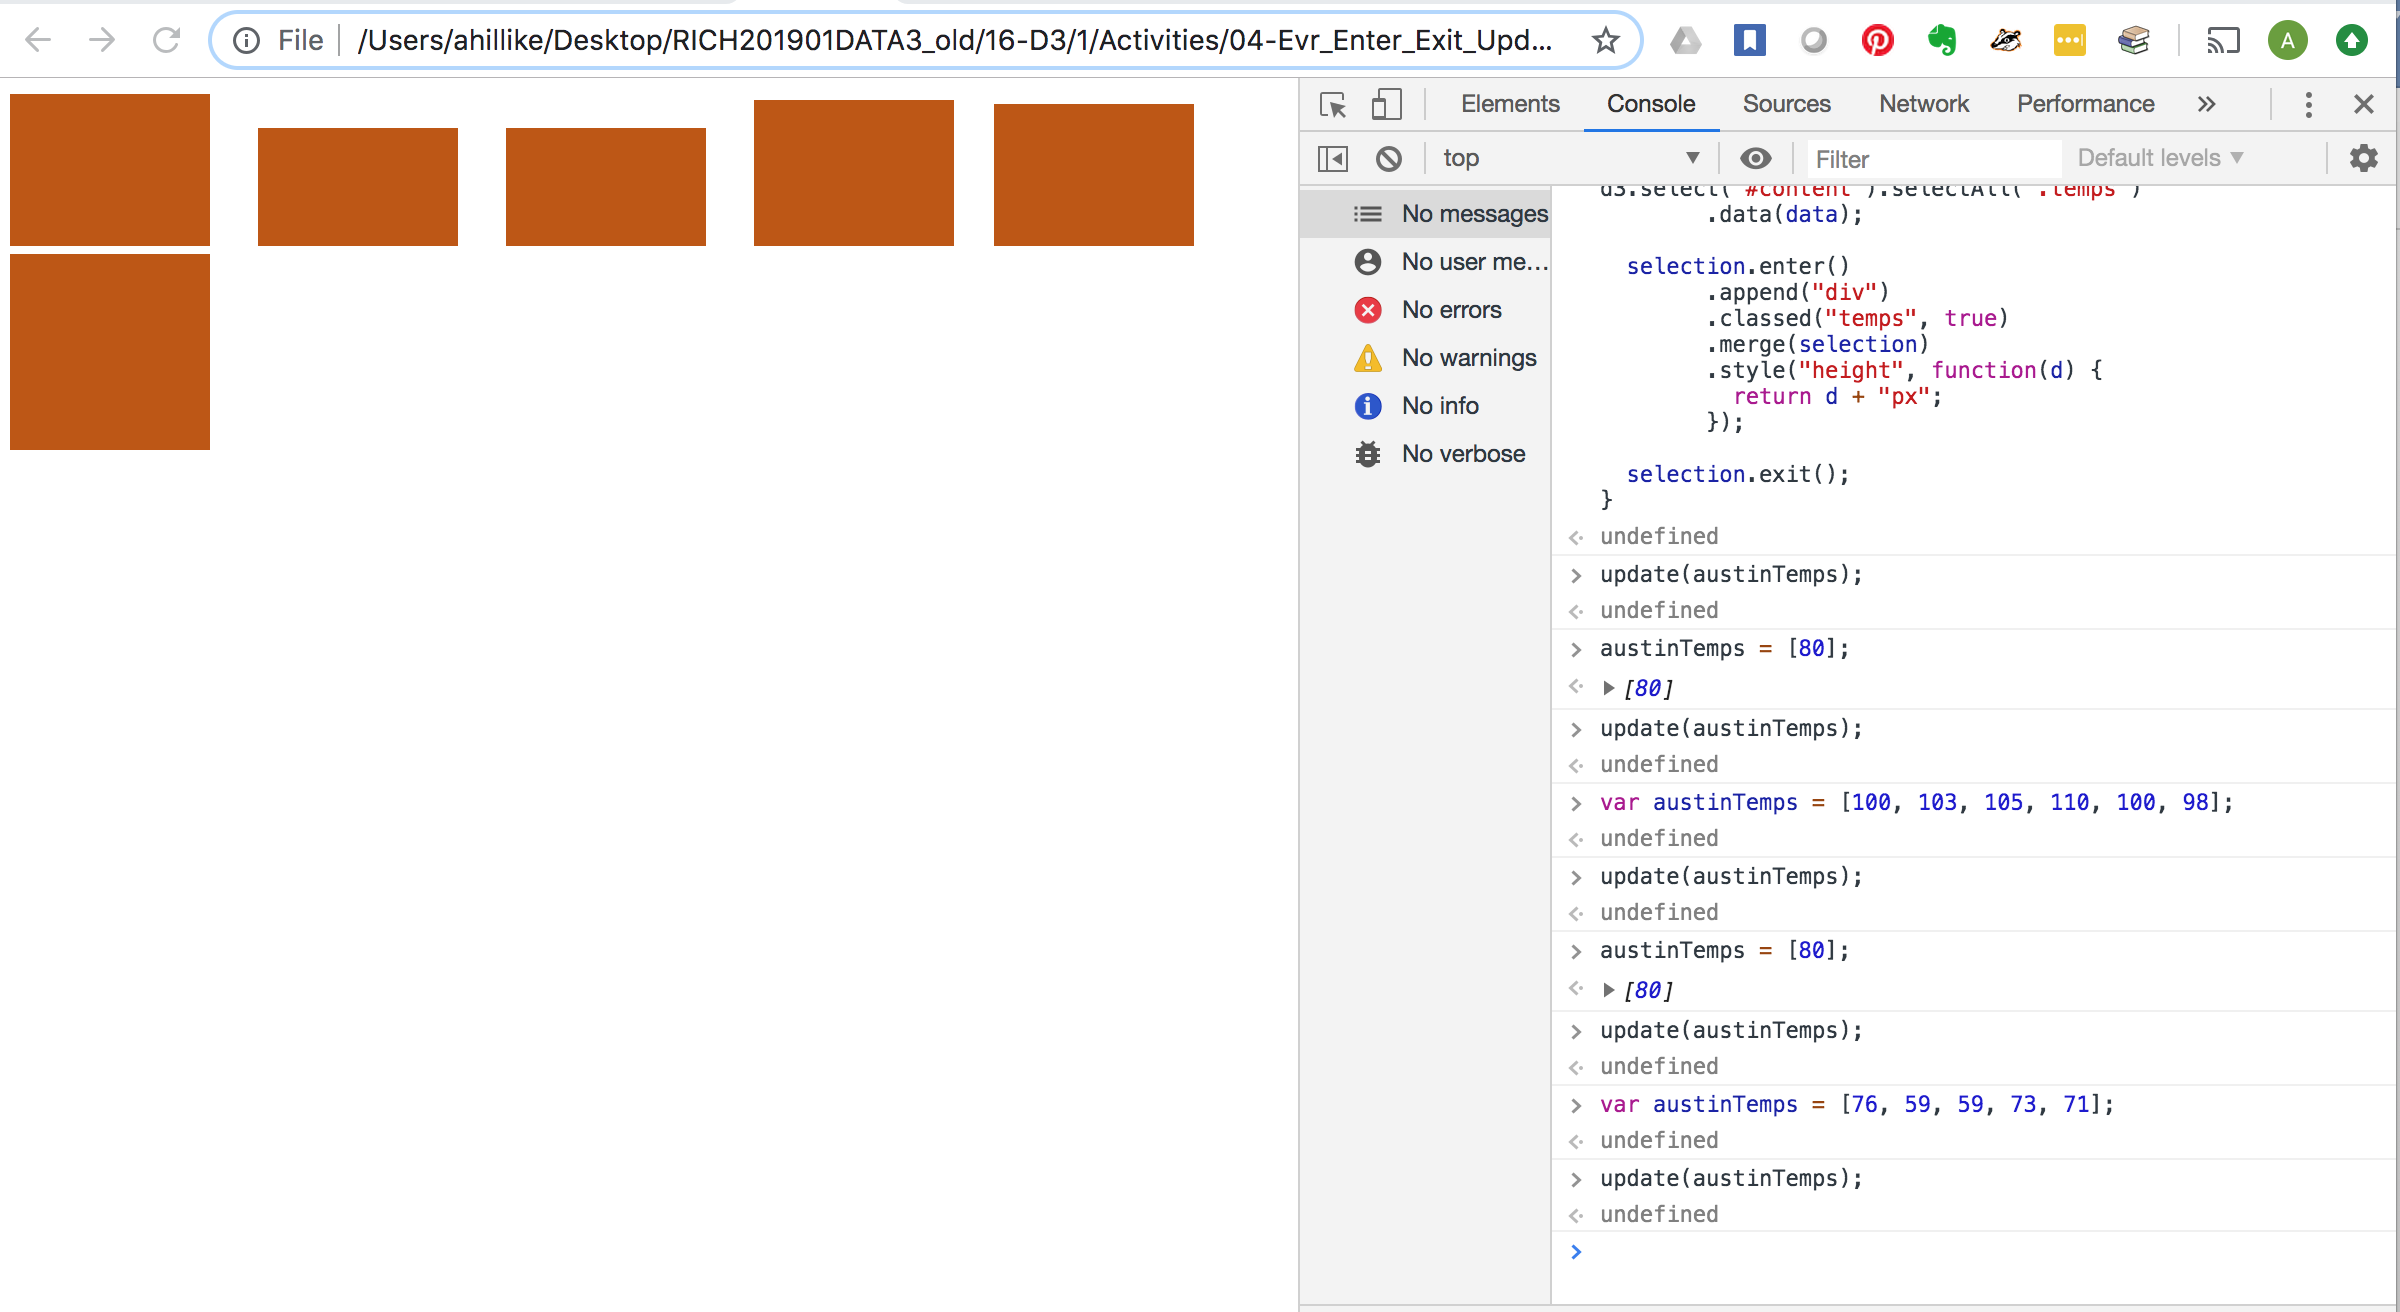 File /Users/ahillike/Desktop/RICH201901DATA3_old/16-D3/1/Activities/04-Evr_Enter_Exit_Upd... A
Elements Console Sources Network Performance
top Filter Default levels
No messages
No user me...
No errors
No warnings
No info
No verbose
d3.select("#content").selectAll(".temps")
.data(data);
selection.enter()
.append("div")
.classed("temps", true)
.merge(selection)
.style("height", function(d) {
return d + "px";
});
selection.exit();
}
undefined
update(austinTemps);
undefined
austinTemps = [80];
[80]
update(austinTemps);
undefined
var austinTemps = [100, 103, 105, 110, 100, 98];
undefined
update(austinTemps);
undefined
austinTemps = [80];
[80]
update(austinTemps);
undefined
var austinTemps = [76, 59, 59, 73, 71];
undefined
update(austinTemps);
undefined